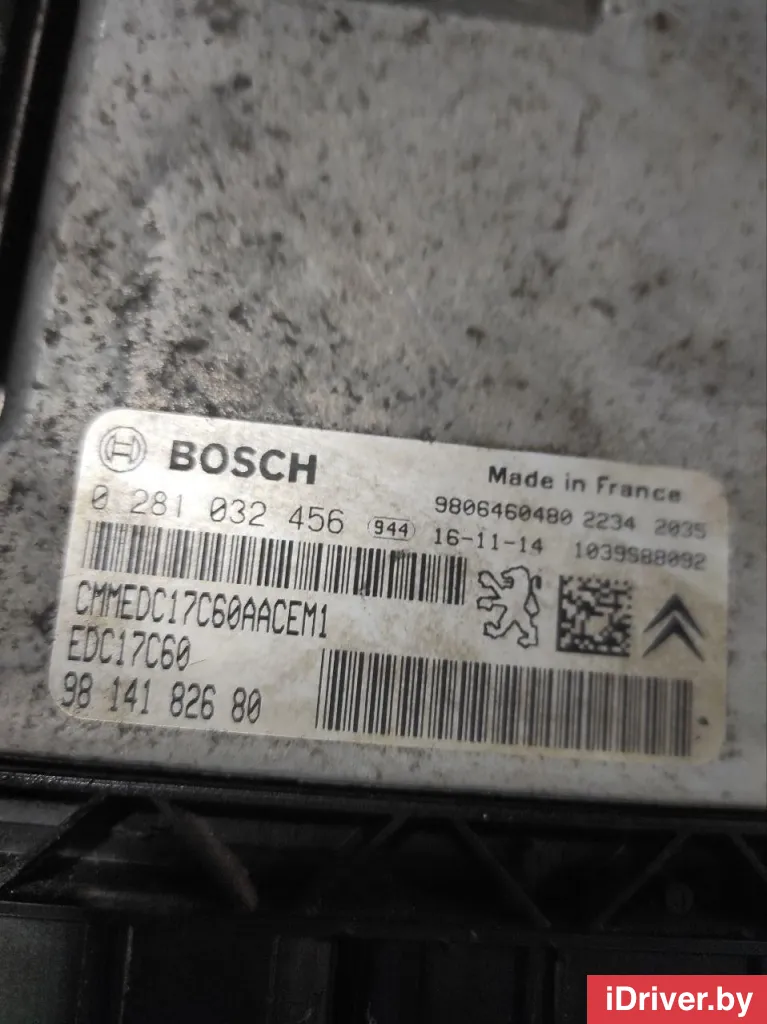 BOSCH
Made in France
0 281 032 456
9806460480 2234 2035
944 16-11-14 1039S88092
CMMEDC17C60AACEM1
EDC17C60
98 141 826 80
iDriver.by